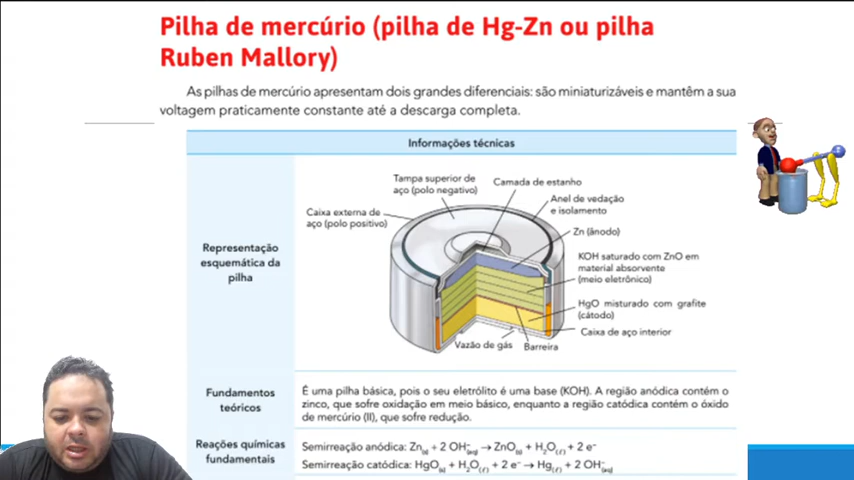 Pilha de mercúrio (pilha de Hg-Zn ou pilha
Ruben Mallory)
As pilhas de mercúrio apresentam dois grandes diferenciais: são miniaturizáveis e mantêm a sua
voltagem praticamente constante até a descarga completa.
Informações técnicas
Representação
esquemática da
pilha
Tampa superior de
aço (polo negativo)
Camada de estanho
Caixa externa de
aço (polo positivo)
Anel de vedação
e isolamento
Zn (ânodo)
KOH saturado com ZnO em
material absorvente
(meio eletrônico)
HgO misturado com grafite
(cátodo)
Caixa de aço interior
Vazão de gás
Barreira
Fundamentos
teóricos
É uma pilha básica, pois o seu eletrólito é uma base (KOH). A região anódica contém o
zinco, que sofre oxidação em meio básico, enquanto a região catódica contém o óxido
de mercúrio (II), que sofre redução.
Reações químicas
fundamentais
Semirreação anódica: Zn(s) + 2 OH⁻(aq) → ZnO(s) + H₂O(ℓ) + 2 e⁻
Semirreação catódica: HgO(s) + H₂O(ℓ) + 2 e⁻ → Hg(ℓ) + 2 OH⁻(aq)